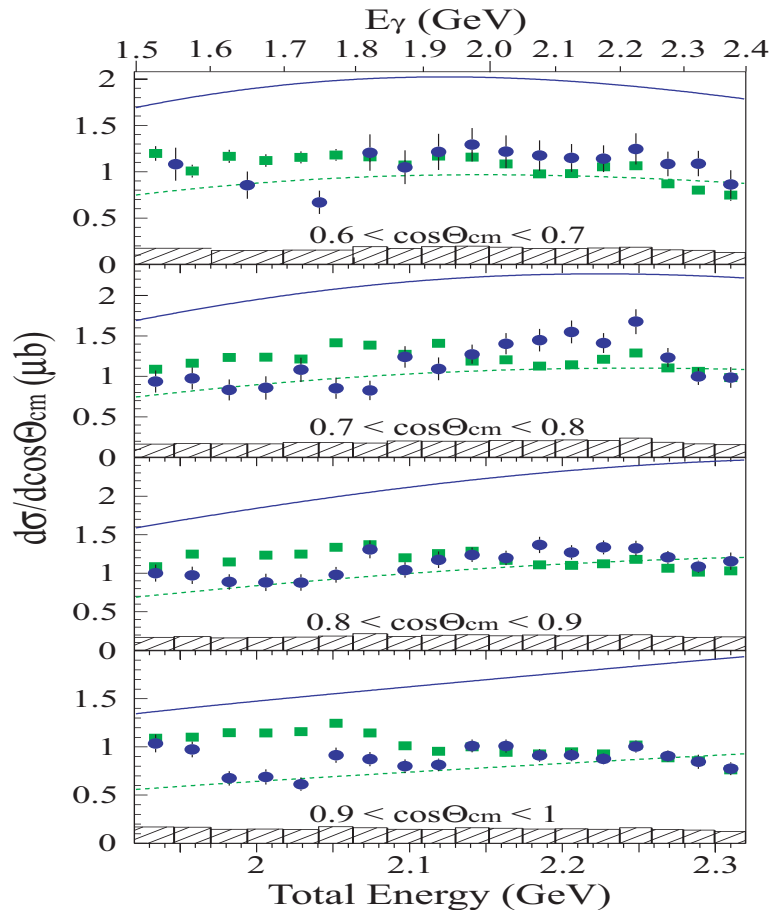 Eγ (GeV)
1.5 1.6 1.7 1.8 1.9 2.0 2.1 2.2 2.3 2.4
2
1.5
1
0.5
0
0.6 < cosΘcm < 0.7
2
1.5
1
0.5
0
0.7 < cosΘcm < 0.8
2
1.5
1
0.5
0
0.8 < cosΘcm < 0.9
2
1.5
1
0.5
0
0.9 < cosΘcm < 1
dσ/dcosΘcm (μb)
2 2.1 2.2 2.3
Total Energy (GeV)